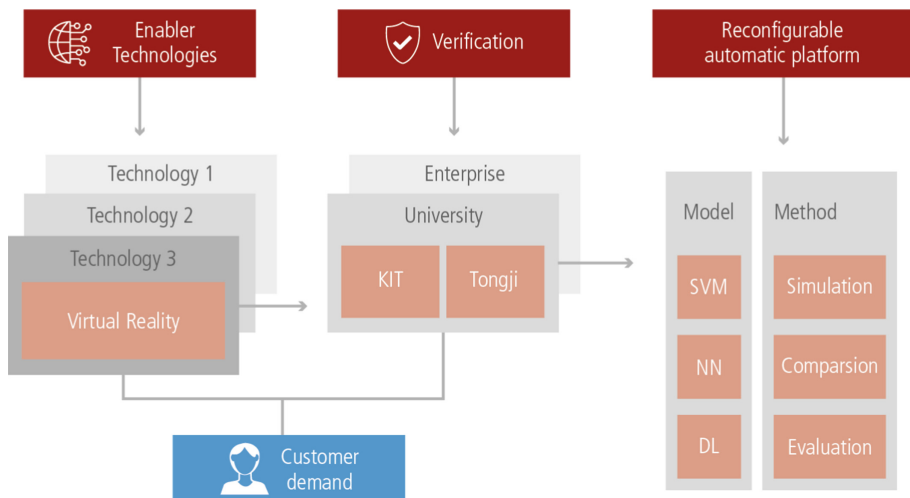 Enabler
Technologies
Verification
Reconfigurable
automatic platform
Technology 1
Technology 2
Technology 3
Virtual Reality
Enterprise
University
KIT
Tongji
Model
SVM
NN
DL
Method
Simulation
Comparsion
Evaluation
Customer
demand